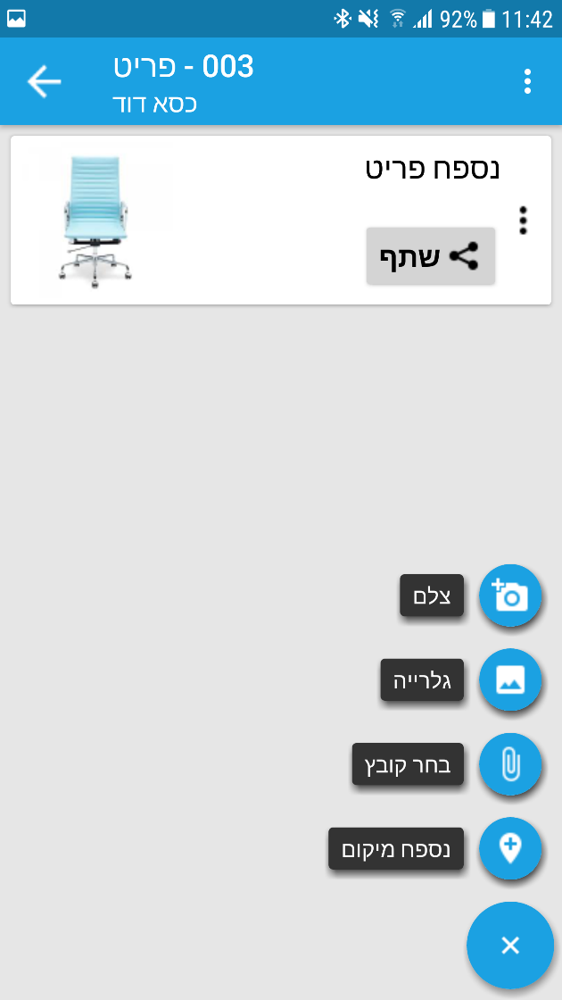 92% 11:42
003 - פריט
כסא דוד
נספח פריט
שתף
צלם
גלרייה
בחר קובץ
נספח מיקום